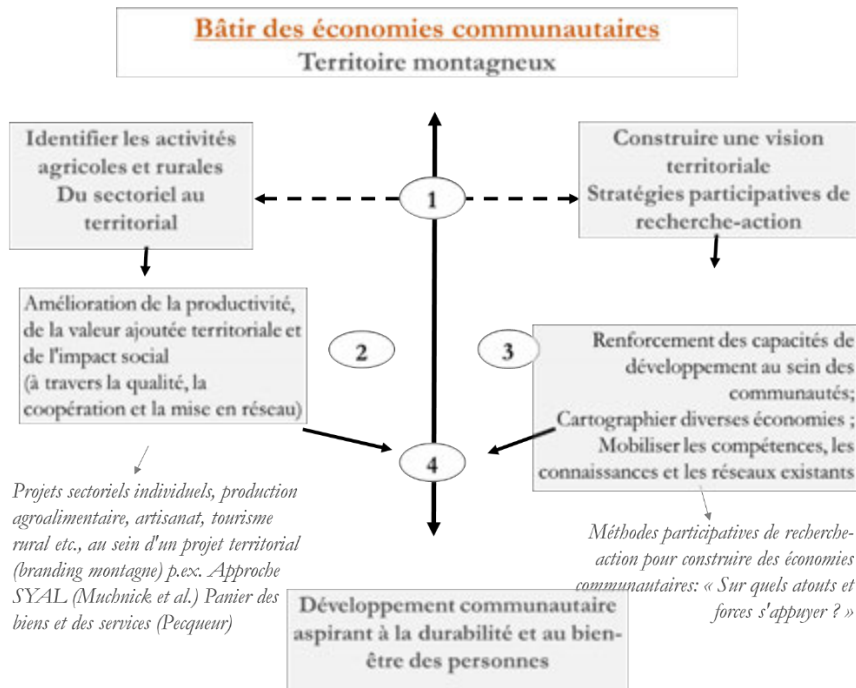 Bâtir des économies communautaires
Territoire montagneux
Identifier les activités
agricoles et rurales
Du sectoriel au
territorial
1
Construire une vision
territoriale
Stratégies participatives de
recherche-action
Amélioration de la productivité,
de la valeur ajoutée territoriale et
de l'impact social
(à travers la qualité, la
coopération et la mise en réseau)
2
3
Renforcement des capacités de
développement au sein des
communautés;
Cartographier diverses économies ;
Mobiliser les compétences, les
connaissances et les réseaux existants
4
Projets sectoriels individuels, production
agroalimentaire, artisanat, tourisme
rural etc., au sein d'un projet territorial
(branding montagne) p.ex. Approche
SYAL (Muchnick et al.) Panier des
biens et des services (Pecqueur)
Méthodes participatives de recherche-
action pour construire des économies
communautaires: « Sur quels atouts et
forces s'appuyer ? »
Développement communautaire
aspirant à la durabilité et au bien-
être des personnes